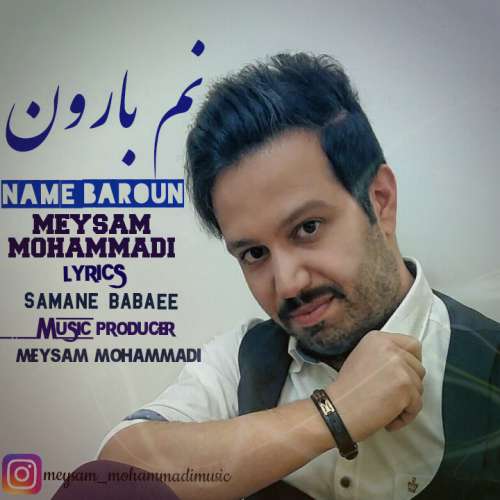 نم بارون
NAME BAROUN
MEYSAM
MOHAMMADI
LYRICS
SAMANE BABAEE
MUSIC PRODUCER
MEYSAM MOHAMMADI
meysam_mohammadimusic